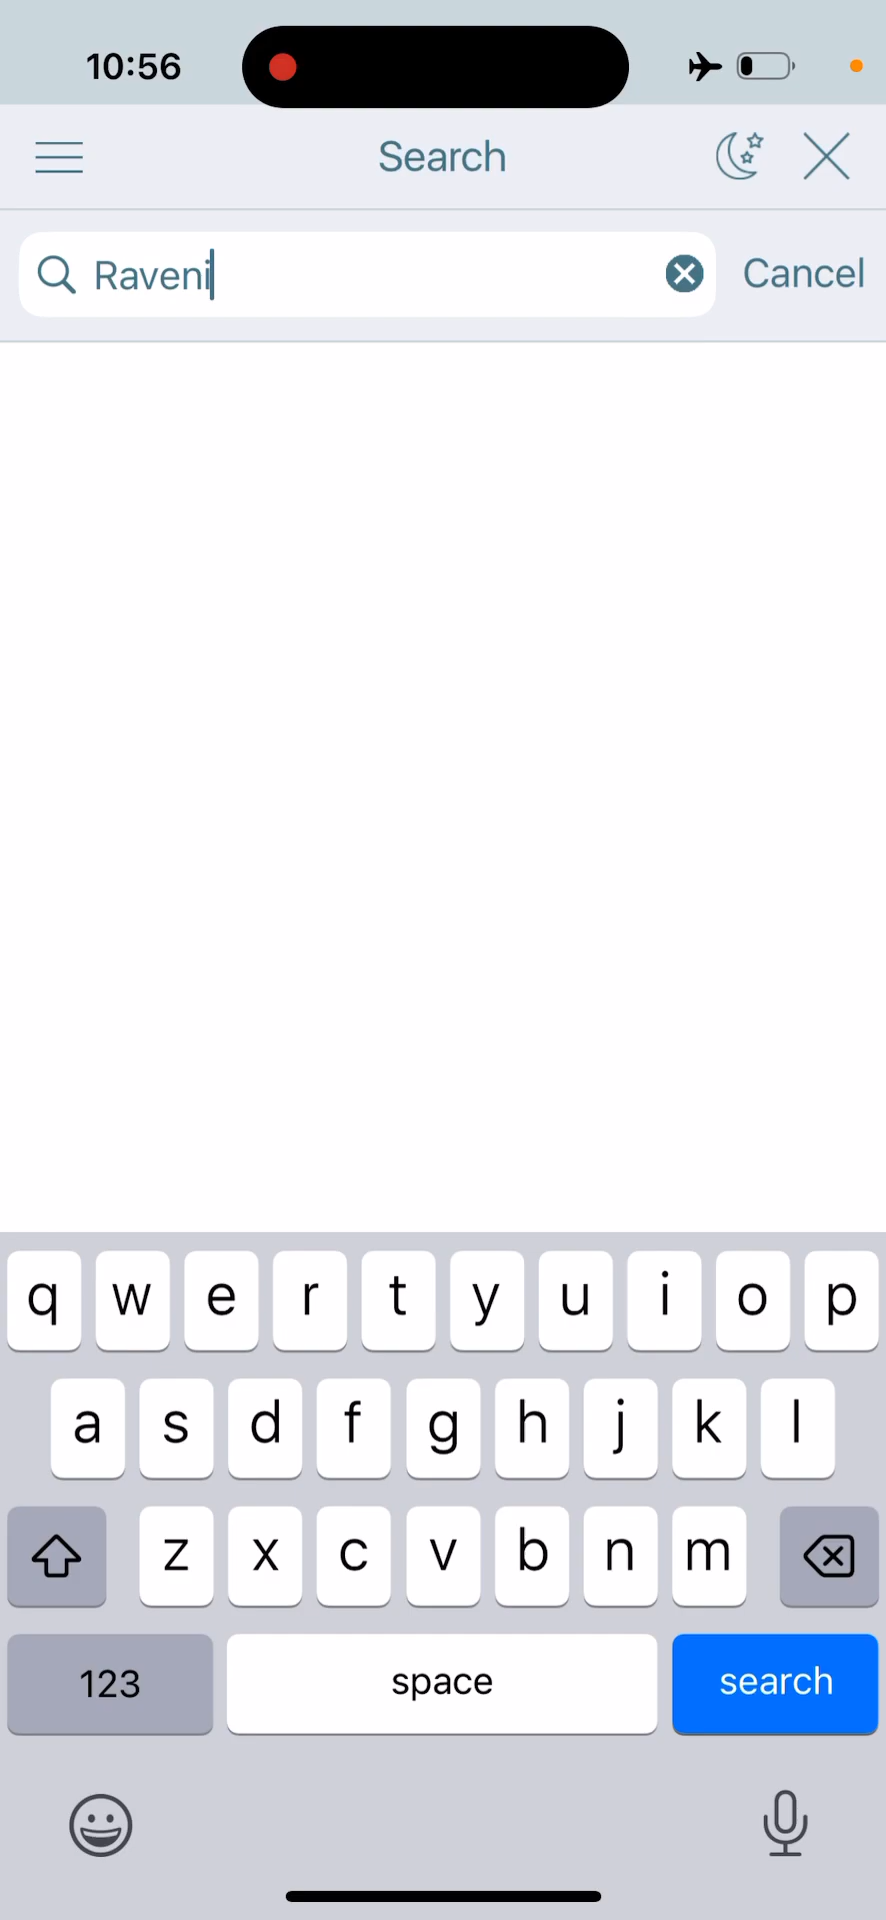 10:56
Search
Raveni
Cancel
q w e r t y u i o p
a s d f g h j k l
z x c v b n m
123 space search